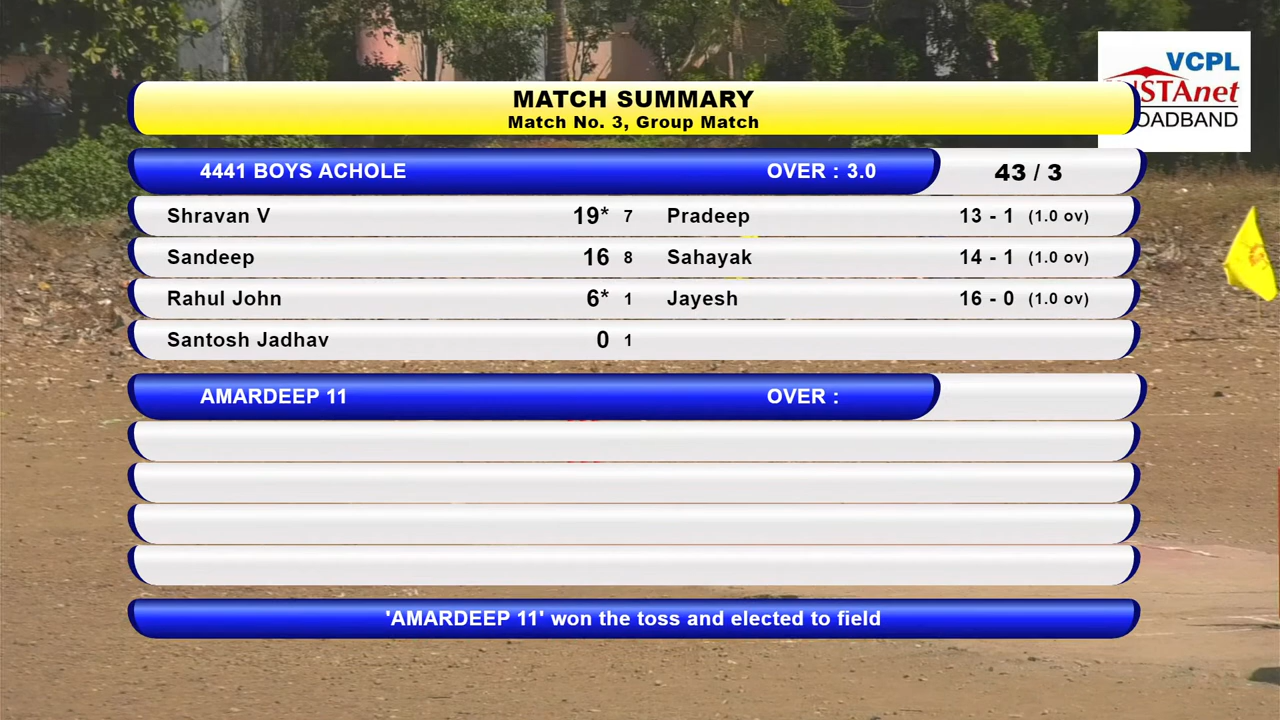 VCPL
NSTAnet
OADBAND
MATCH SUMMARY
Match No. 3, Group Match
4441 BOYS ACHOLE OVER : 3.0 43 / 3
Shravan V 19* 7 Pradeep 13 - 1 (1.0 ov)
Sandeep 16 8 Sahayak 14 - 1 (1.0 ov)
Rahul John 6* 1 Jayesh 16 - 0 (1.0 ov)
Santosh Jadhav 0 1
AMARDEEP 11 OVER :
'AMARDEEP 11' won the toss and elected to field